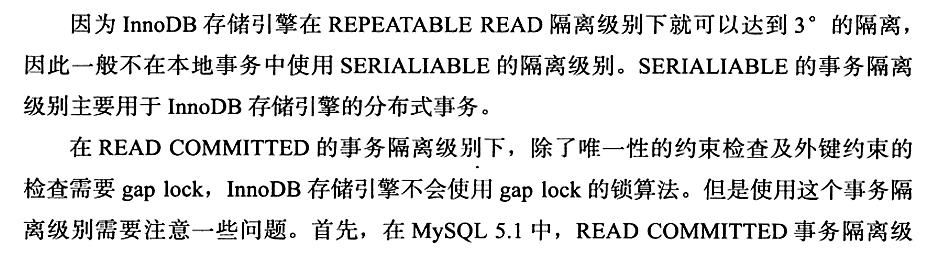 因为 InnoDB 存储引擎在 REPEATABLE READ 隔离级别下就可以达到 3° 的隔离，
因此一般不在本地事务中使用 SERIALIABLE 的隔离级别。SERIALIABLE 的事务隔离
级别主要用于 InnoDB 存储引擎的分布式事务。
在 READ COMMITTED 的事务隔离级别下，除了唯一性的约束检查及外键约束的
检查需要 gap lock，InnoDB 存储引擎不会使用 gap lock 的锁算法。但是使用这个事务隔
离级别需要注意一些问题。首先，在 MySQL 5.1 中，READ COMMITTED 事务隔离级